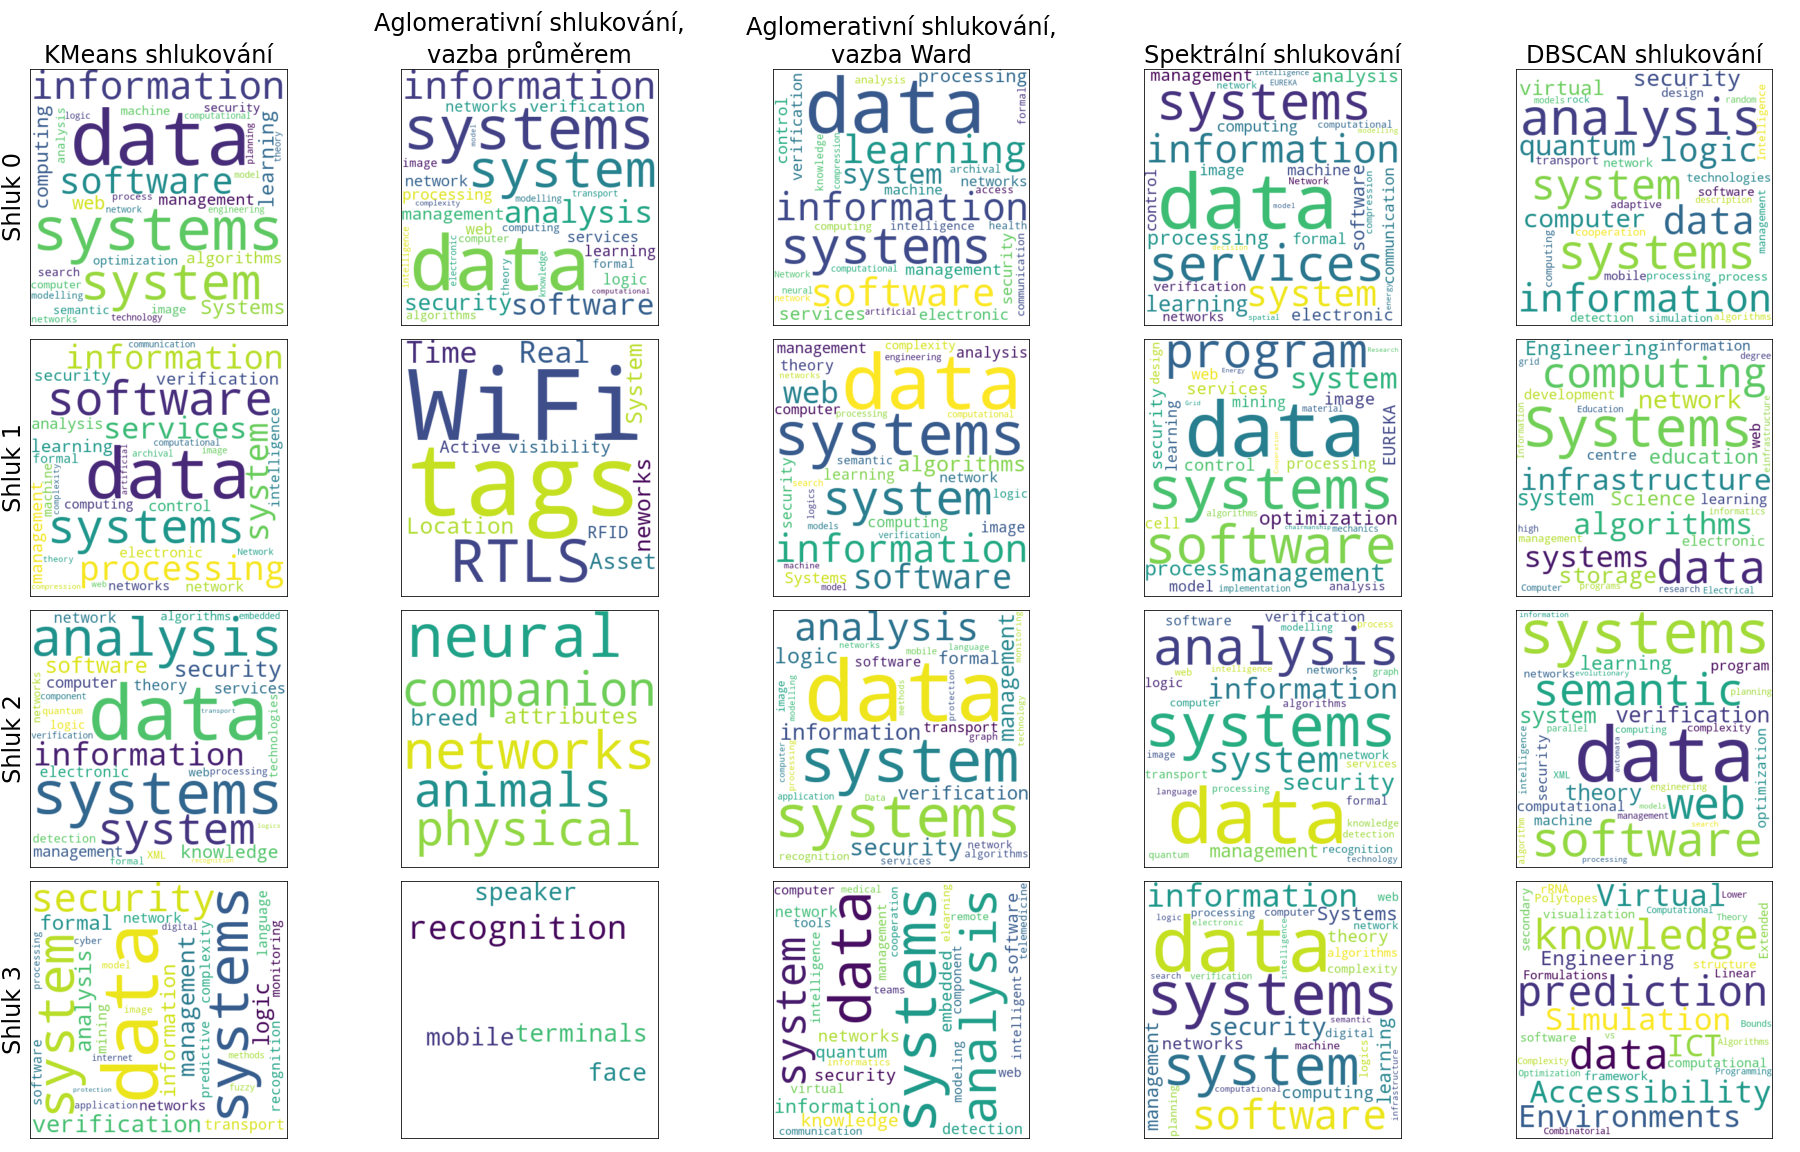 KMeans shlukování
Aglomerativní shlukování,
vazba průměrem
Aglomerativní shlukování,
vazba Ward
Spektrální shlukování
DBSCAN shlukování
Shluk 0
information
computing
analysis
logic
machine
security
computational
data
planning
learning
theory
software
model
web
process
management
network
engineering
systems
optimization
algorithms
search
computer
modelling
system
semantic
image
Systems
networks
technology
information
networks verification
systems
model
image
system
network
processing
transport
complexity
modelling
management
analysis
web
computing
computer
services
learning
intelligence
data
electronic
theory
knowledge
formal
logic
computational
security
software
algorithms
analysis
processing
control
verification
data
formal
knowledge
compression
learning
system
archival
machine
networks
access
information
computing
intelligence
health
systems
security
communication
Network
computational
management
neural
network
software
services
artificial
electronic
management
intelligence
analysis
network
EUREKA
systems
computing
computational
modelling
information
image
machine
control
data
Network
model
software
compression
communication
processing
formal
decision
services
verification
energy
learning
system
networks
spatial
electronic
virtual
security
design
models
rock
random
analysis
Intelligence
quantum
logic
transport
network
system
technologies
software
description
adaptive
computer
data
management
cooperation
computing
systems
mobile
processing
process
information
detection
simulation
algorithms
Shluk 1
communication
information
security
verification
software
analysis
services
learning
computational
formal
archival
image
machine
complexity
data
artificial
system
intelligence
management
computing
control
systems
electronic
Network
theory
processing
compression
web
networks
network
Time
Real
System
WiFi
Active
visibility
tags
neworks
Location
RFID
RTLS
Asset
management
complexity
engineering
analysis
theory
networks
data
web
computer
processing
computational
systems
semantic
algorithms
security
learning
network
search
logics
system
logic
models
computing
image
verification
information
machine
Systems
model
software
program
Research
security
design
web
Energy
system
services
learning
Grid
mining
image
material
data
Cooperation
EUREKA
control
processing
systems
algorithms
optimization
cell
chairmanship
mechanics
software
process
management
model
implementation
analysis
Engineering
information
grid
degree
computing
development
network
information
Education
Systems
web
infrastructure
centre
education
einfrastructure
infrastructure
system
Science
learning
informatics
high
algorithms
management
electronic
systems
storage
data
Computer
programs
research
Electrical
Shluk 2
network
algorithms
embedded
analysis
software
security
computer
theory
services
networks
component
data
transport
technologies
quantum
logic
verification
information
electronic
web
processing
systems
system
logics
detection
management
formal
XML
knowledge
recognition
neural
companion
breed
attributes
networks
animals
physical
analysis
management
monitoring
networks
mobile
language
logic
software
formal
image
modelling
data
methods
protection
information
transport
graph
technology
computer
processing
system
application
Data
verification
systems
recognition
security
network
algorithms
services
software
verification
modelling
process
analysis
web
intelligence
networks
graph
logic
information
computer
algorithms
systems
image
system
network
services
transport
processing
security
language
formal
data
knowledge
detection
quantum
management
recognition
technology
information
systems
learning
program
networks
evolutionary
semantic
planning
system
verification
parallel
computing
complexity
intelligence
security
data
automata
optimization
XML
engineering
theory
computational
models
web
machine
management
search
algorithm
software
processing
Shluk 3
security
formal
network
digital
language
processing
system
cyber
data
systems
analysis
model
management
complexity
monitoring
mining
image
information
logic
internet
predictive
software
methods
recognition
protection
fuzzy
application
networks
verification
transport
speaker
recognition
mobile
terminals
face
computer
medical
network
tools
data
management
cooperation
systems
elearning
remote
software
telemedicine
system
intelligence
analysis
teams
embedded
component
intelligent
networks
quantum
informatics
security
modeling
virtual
web
information
knowledge
communication
detection
information
web
logic
processing
computer
Systems
electronic
network
data
intelligence
theory
algorithms
complexity
search
verification
systems
semantic
security
digital
management
networks
machine
system
logics
learning
infrastructure
planning
computational
computing
software
rRNA
Polytopes
Virtual
Lower
secondary
visualization
Computational
Theory
Extended
knowledge
Engineering
structure
Formulations
Linear
prediction
Simulation
Bounds
software
vs
data
ICT
Algorithms
Complexity
computational
Optimization
framework
Programming
Accessibility
Environments
Combinatorial